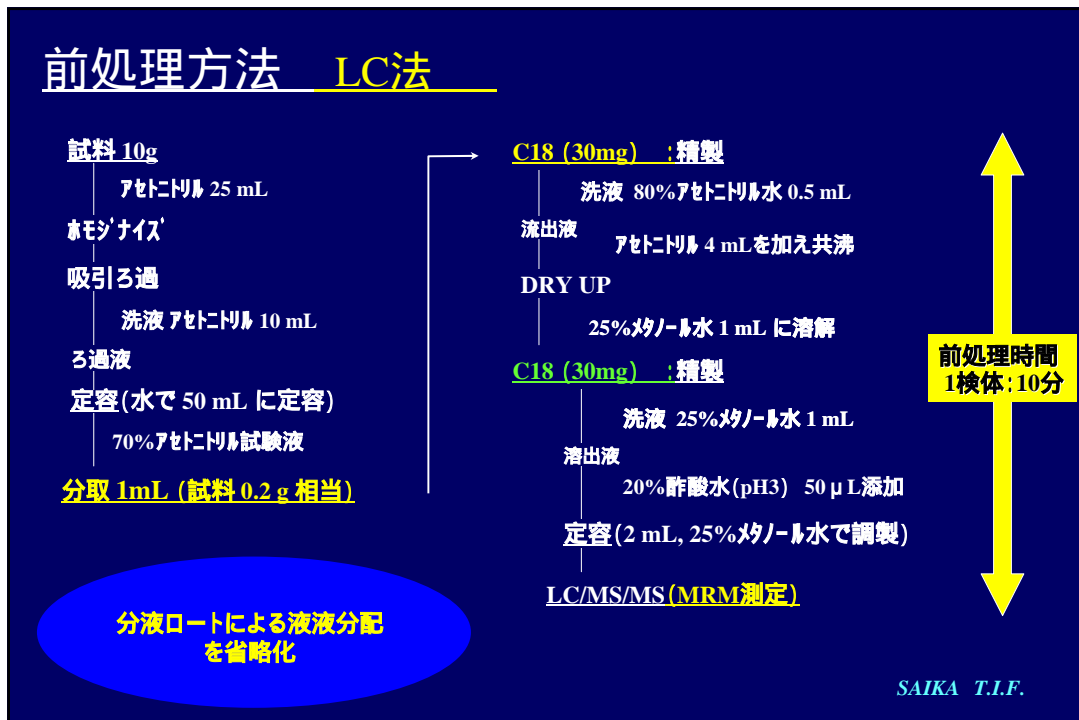 前処理方法 LC法
試料 10g
ｱｾﾄﾆﾄﾘﾙ 25 mL
ﾎﾓｼﾞﾅｲｽﾞ
吸引ろ過
洗液 ｱｾﾄﾆﾄﾘﾙ 10 mL
ろ過液
定容(水で 50 mL に定容)
70%ｱｾﾄﾆﾄﾘﾙ試験液
分取 1mL (試料 0.2 g 相当)
分液ロートによる液液分配
を省略化
C18 (30mg) :精製
洗液 80%ｱｾﾄﾆﾄﾘﾙ水 0.5 mL
流出液
ｱｾﾄﾆﾄﾘﾙ 4 mLを加え共沸
DRY UP
25%ﾒﾀﾉｰﾙ水 1 mL に溶解
C18 (30mg) :精製
洗液 25%ﾒﾀﾉｰﾙ水 1 mL
溶出液
20%酢酸水(pH3) 50μL添加
定容(2 mL, 25%ﾒﾀﾉｰﾙ水で調製)
LC/MS/MS(MRM測定)
前処理時間
1検体:10分
SAIKA T.I.F.